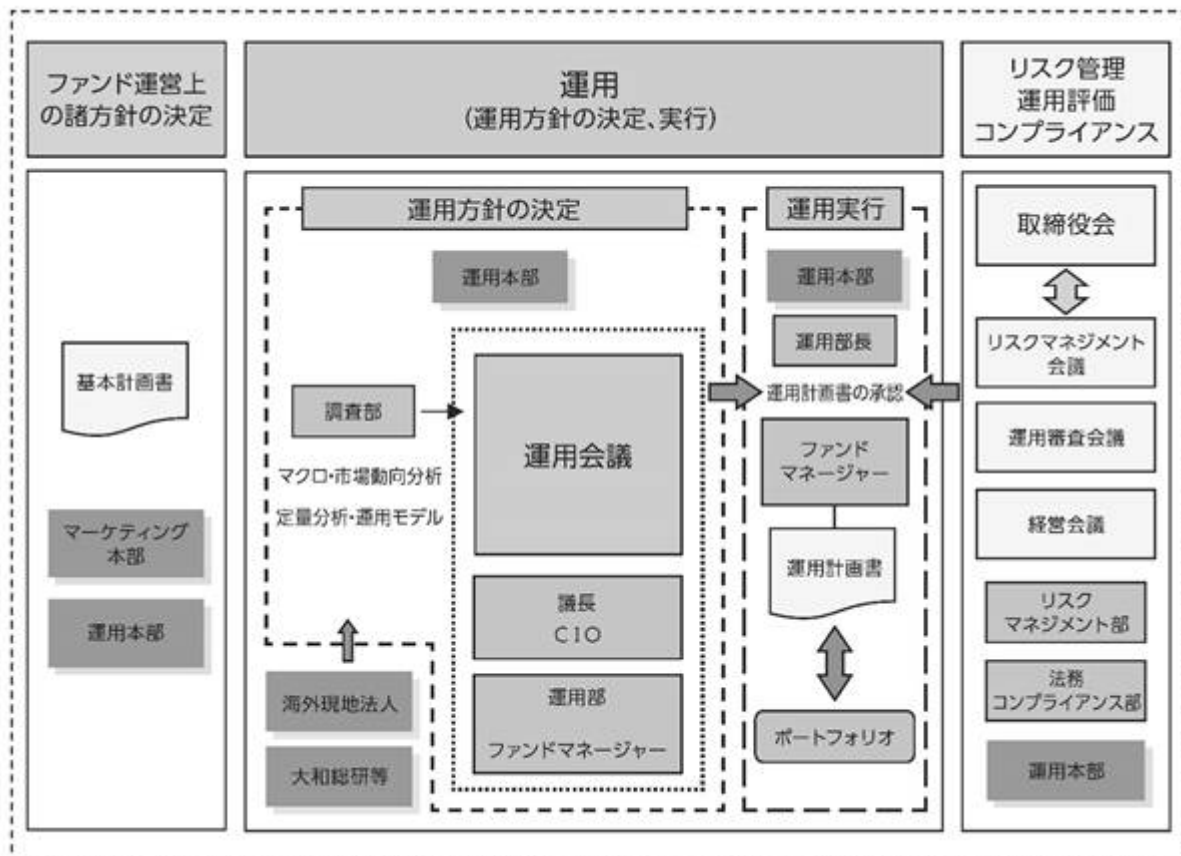 ファンド運営上
の諸方針の決定
運用
(運用方針の決定、実行)
リスク管理
運用評価
コンプライアンス
基本計画書
マーケティング
本部
運用本部
運用方針の決定
運用本部
調査部
マクロ・市場動向分析
定量分析・運用モデル
海外現地法人
大和総研等
運用会議
議長
CIO
運用部
ファンドマネージャー
運用実行
運用本部
運用部長
運用計画書の承認
ファンド
マネージャー
運用計画書
ポートフォリオ
取締役会
リスクマネジメント
会議
運用審査会議
経営会議
リスク
マネジメント部
法務
コンプライアンス部
運用本部